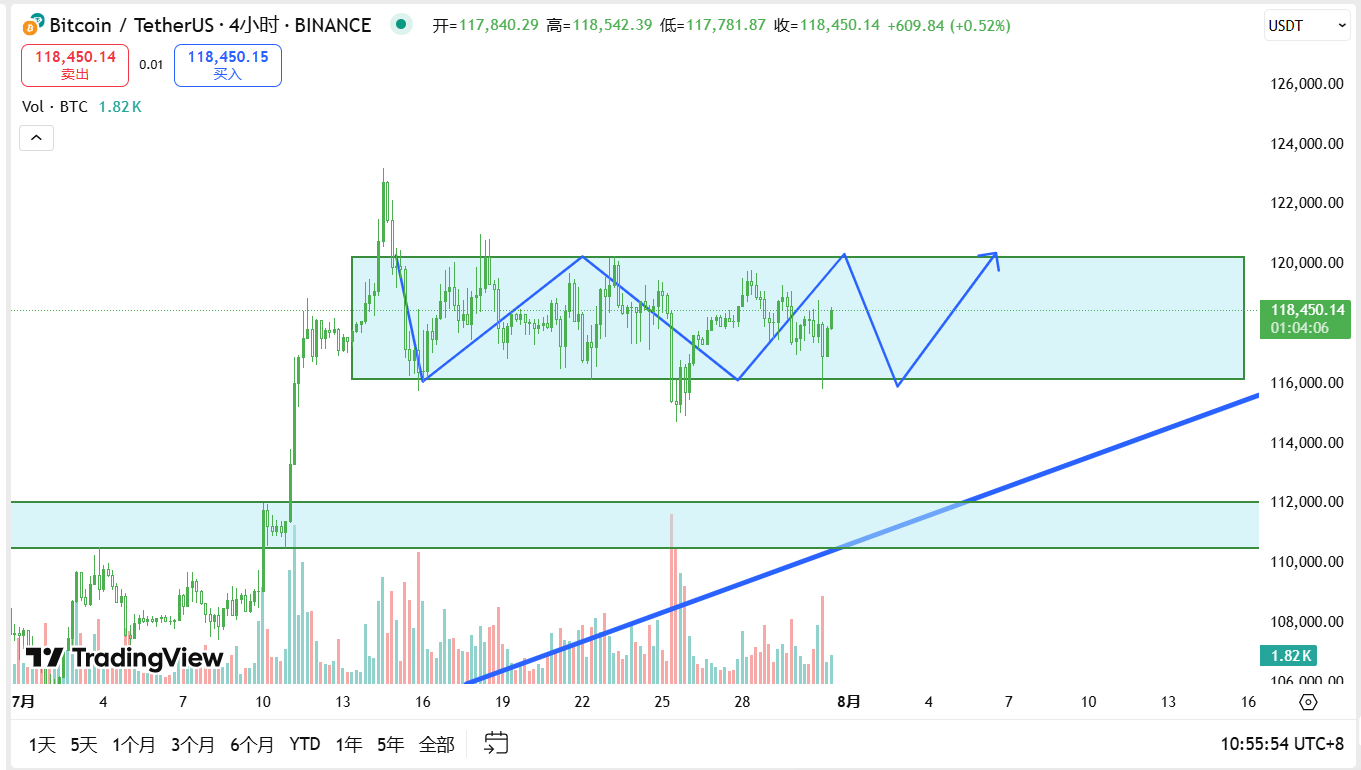 Bitcoin / TetherUS · 4小时 · BINANCE 开=117,840.29 高=118,542.39 低=117,781.87 收=118,450.14 +609.84 (+0.52%)
USDT
118,450.14
卖出
0.01
118,450.15
买入
Vol · BTC 1.82K
126,000.00
124,000.00
122,000.00
120,000.00
118,450.14
01:04:06
116,000.00
114,000.00
112,000.00
110,000.00
108,000.00
1.82K
106,000.00
TradingView
7月 4 7 10 13 16 19 22 25 28 8月 4 7 10 13 16
1天 5天 1个月 3个月 6个月 YTD 1年 5年 全部
10:55:54 UTC+8